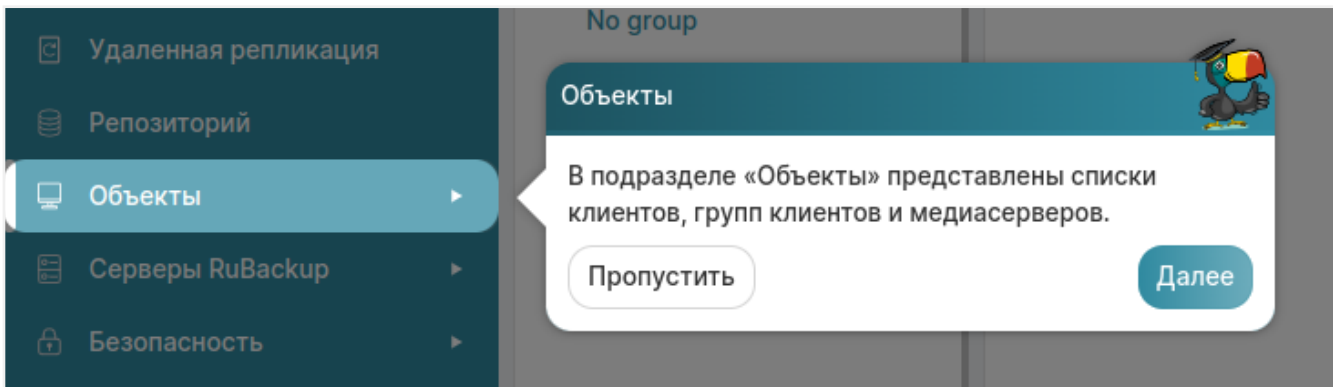 No group
Удаленная репликация
Репозиторий
Объекты
Серверы RuBackup
Безопасность
Объекты
В подразделе «Объекты» представлены списки
клиентов, групп клиентов и медиасерверов.
Пропустить
Далее